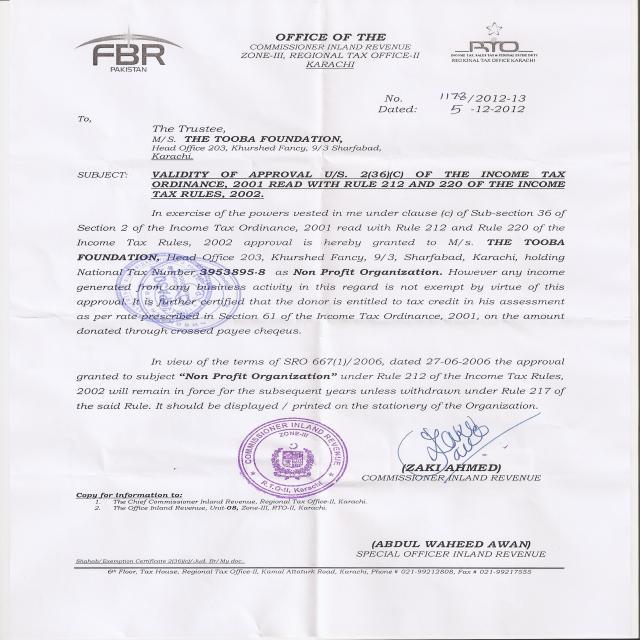 FBR
PAKISTAN
OFFICE OF THE
COMMISSIONER INLAND REVENUE
ZONE-III, REGIONAL TAX OFFICE-II
KARACHI
RTO
INCOME TAX, SALES TAX & FEDERAL EXCISE DUTY
REGIONAL TAX OFFICE KARACHI
No. 1178/2012-13
Dated: 5 -12-2012
To,
The Trustee,
M/S. THE TOOBA FOUNDATION,
Head Office 203, Khurshed Fancy, 9/3 Sharfabad,
Karachi.
SUBJECT: VALIDITY OF APPROVAL U/S. 2(36)(C) OF THE INCOME TAX
ORDINANCE, 2001 READ WITH RULE 212 AND 220 OF THE INCOME
TAX RULES, 2002.
In exercise of the powers vested in me under clause (c) of Sub-section 36 of
Section 2 of the Income Tax Ordinance, 2001 read with Rule 212 and Rule 220 of the
Income Tax Rules, 2002 approval is hereby granted to M/s. THE TOOBA
FOUNDATION, Head Office 203, Khurshed Fancy, 9/3, Sharfabad, Karachi, holding
National Tax Number 3953895-8 as Non Profit Organization. However any income
generated from any business activity in this regard is not exempt by virtue of this
approval. It is further certified that the donor is entitled to tax credit in his assessment
as per rate prescribed in Section 61 of the Income Tax Ordinance, 2001, on the amount
donated through crossed payee cheqeus.
In view of the terms of SRO 667(1)/2006, dated 27-06-2006 the approval
granted to subject “Non Profit Organization” under Rule 212 of the Income Tax Rules,
2002 will remain in force for the subsequent years unless withdrawn under Rule 217 of
the said Rule. It should be displayed / printed on the stationery of the Organization.
COMMISSIONER INLAND REVENUE
ZONE-III
R.T.O-II, Karachi
(ZAKI AHMED)
COMMISSIONER INLAND REVENUE
Copy for information to:
1. The Chief Commissioner Inland Revenue, Regional Tax Office-II, Karachi.
2. The Office Inland Revenue, Unit-08, Zone-III, RTO-II, Karachi.
(ABDUL WAHEED AWAN)
SPECIAL OFFICER INLAND REVENUE
Shahab/Exemption Certificate 2(36)(c)/Jud. Br/My doc..
6th Floor, Tax House, Regional Tax Office-II, Kamal Attaturk Road, Karachi, Phone # 021-99212808, Fax # 021-99217555